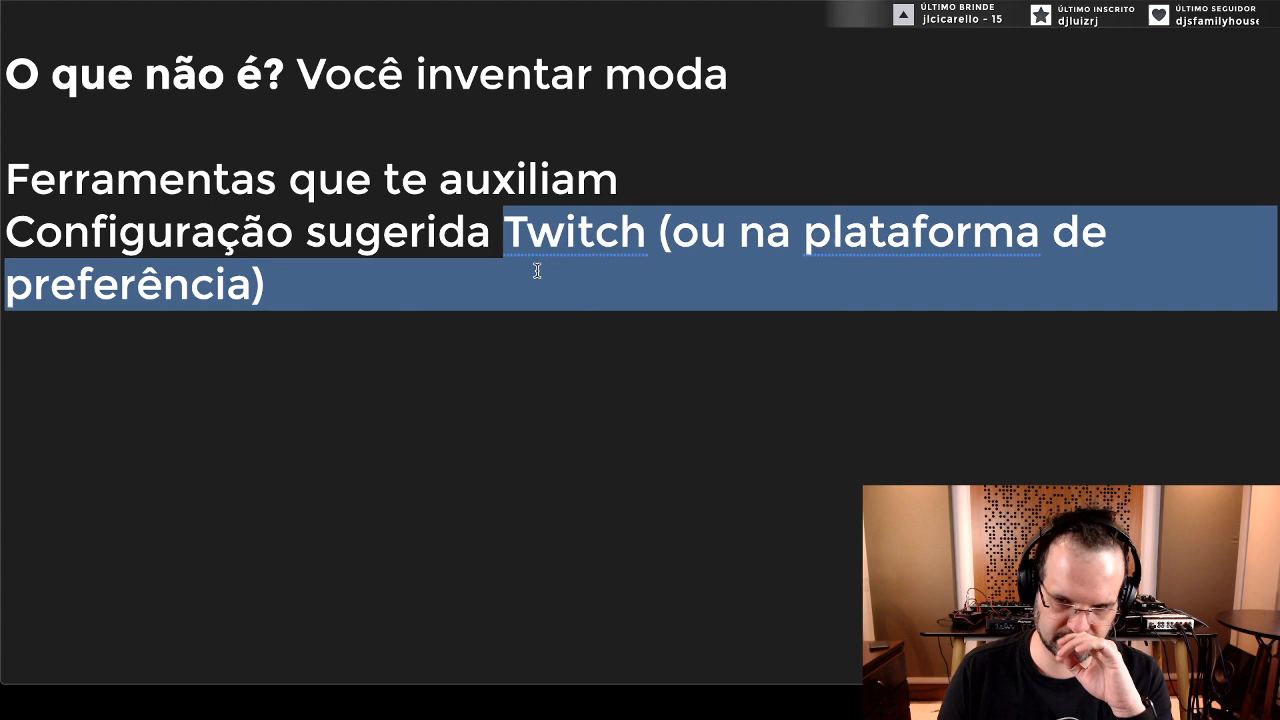 ÚLTIMO BRINDE
jlcicarello - 15
ÚLTIMO INSCRITO
djluizrj
ÚLTIMO SEGUIDOR
djsfamilyhouse
O que não é? Você inventar moda
Ferramentas que te auxiliam
Configuração sugerida Twitch (ou na plataforma de
preferência)